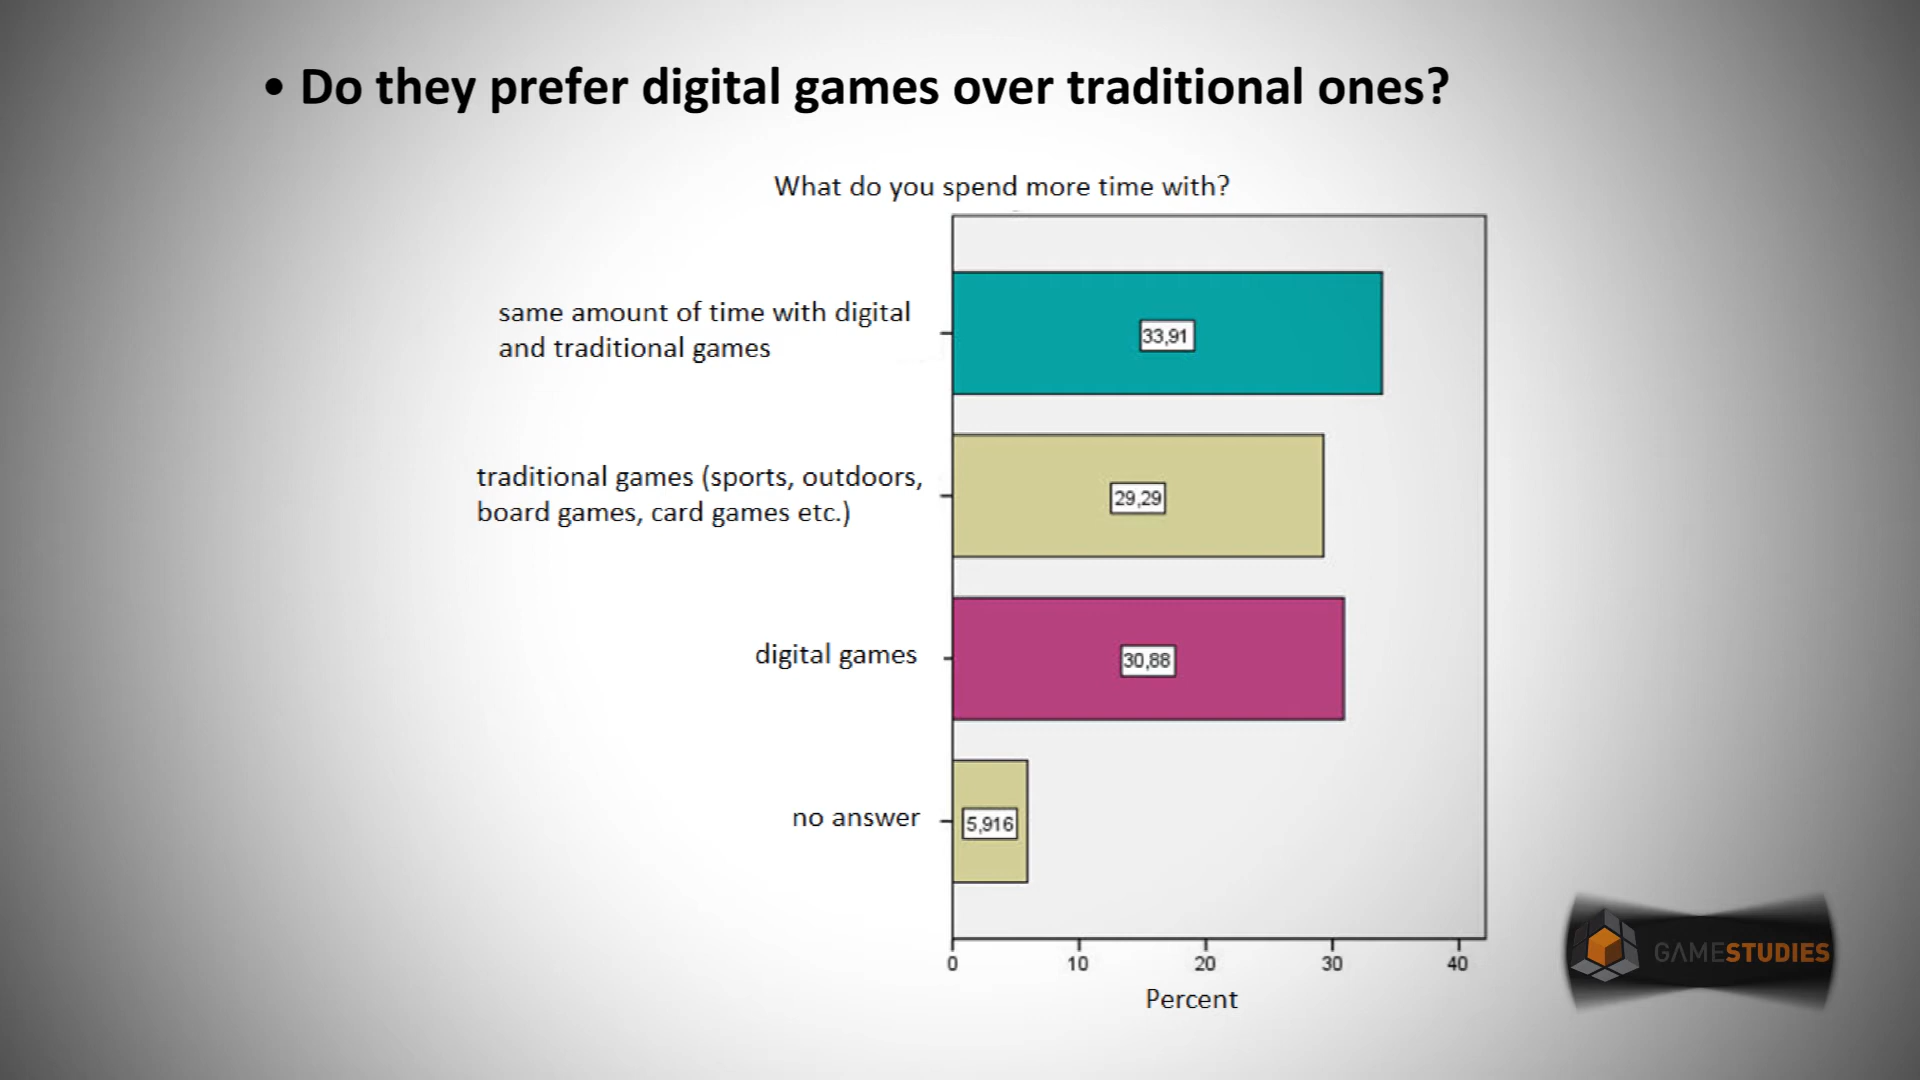 • Do they prefer digital games over traditional ones?
What do you spend more time with?
same amount of time with digital
and traditional games
33,91
traditional games (sports, outdoors,
board games, card games etc.)
29,29
digital games
30,88
no answer
5,916
0 10 20 30 40
Percent
GAMESTUDIES